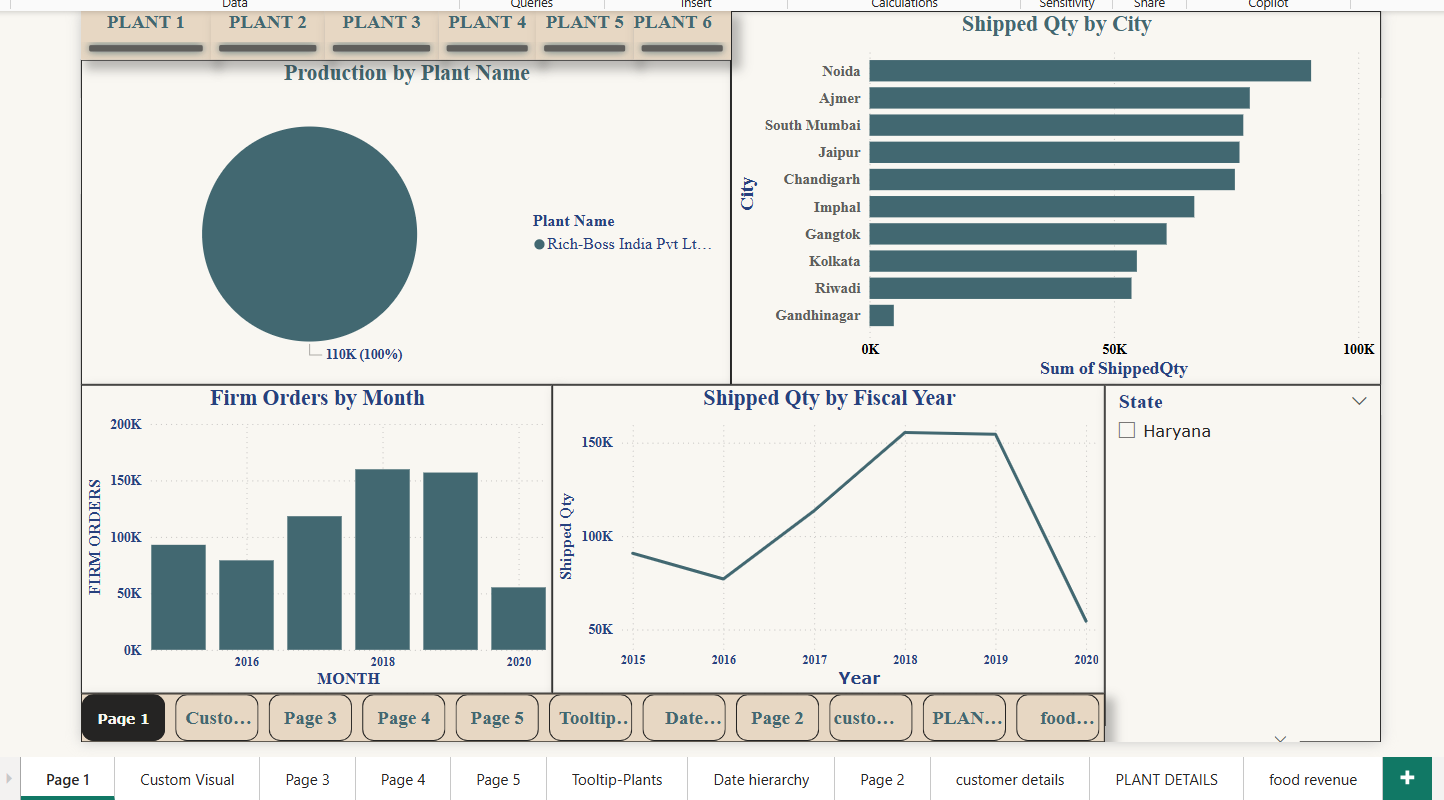 Data Queries Insert Calculations Sensitivity Share Copilot
PLANT 1 PLANT 2 PLANT 3 PLANT 4 PLANT 5 PLANT 6
Production by Plant Name
Plant Name
Rich-Boss India Pvt Lt...
110K (100%)
Shipped Qty by City
City
Noida
Ajmer
South Mumbai
Jaipur
Chandigarh
Imphal
Gangtok
Kolkata
Riwadi
Gandhinagar
0K 50K 100K
Sum of ShippedQty
Firm Orders by Month
FIRM ORDERS
200K
150K
100K
50K
0K
2016 2018 2020
MONTH
Shipped Qty by Fiscal Year
Shipped Qty
150K
100K
50K
2015 2016 2017 2018 2019 2020
Year
State
Haryana
Page 1 Custo... Page 3 Page 4 Page 5 Tooltip.. Date... Page 2 custo... PLAN... food...
Page 1 Custom Visual Page 3 Page 4 Page 5 Tooltip-Plants Date hierarchy Page 2 customer details PLANT DETAILS food revenue +